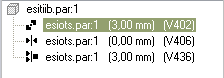 esitiib.par:1
esiots.par:1 (3,00 mm) (V402)
esiots.par:1 (0,00 mm) (V406)
esiots.par:1 (3,00 mm) (V436)